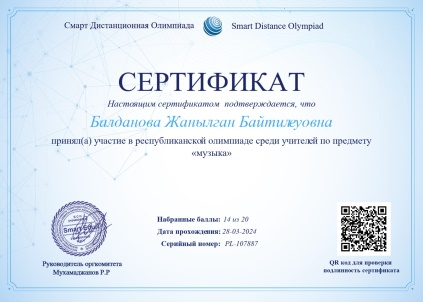 Смарт Дистанционная Олимпиада Smart Distance Olympiad
СЕРТИФИКАТ
Настоящим сертификатом подтверждается, что
Балданова Жанылган Байтилеуовна
принял(а) участие в республиканской олимпиаде среди учителей по предмету
«музыка»
Набранные баллы: 14 из 20
Дата прохождения: 28-03-2024
Серийный номер: PL-107887
Руководитель оргкомитета
Мухамаджанов Р.Р
QR код для проверки
подлинность сертификата